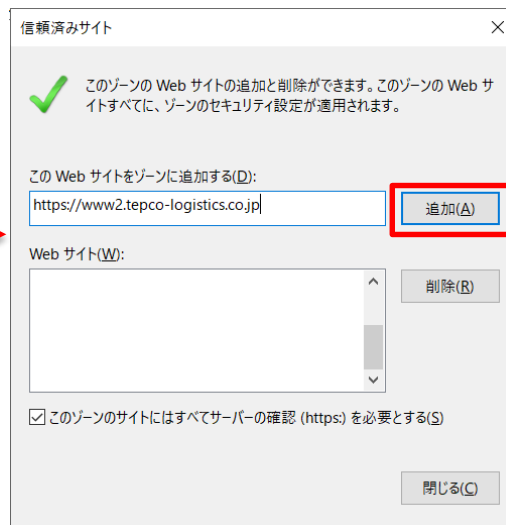 信頼済みサイト
このゾーンの Web サイトの追加と削除ができます。このゾーンの Web サ
イトすべてに、ゾーンのセキュリティ設定が適用されます。
この Web サイトをゾーンに追加する(D):
https://www2.tepco-logistics.co.jp
追加(A)
Web サイト(W):
削除(R)
このゾーンのサイトにはすべてサーバーの確認 (https:) を必要とする(S)
閉じる(C)